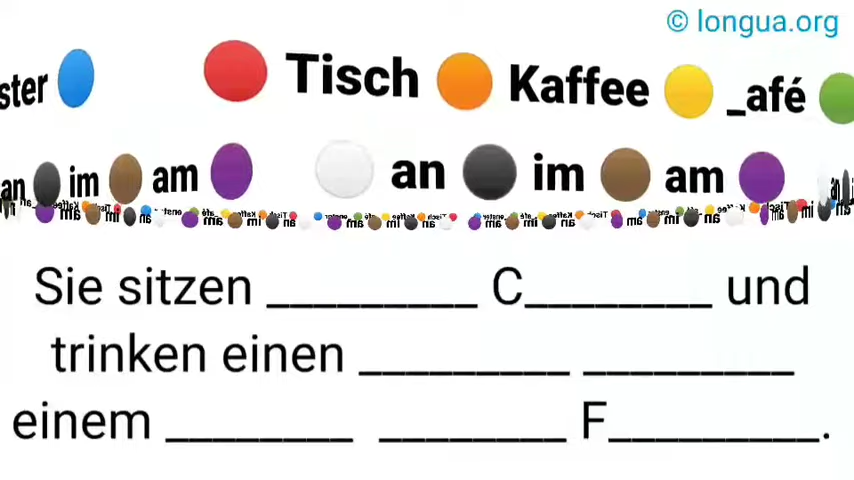 © longua.org
ster 🔵 🔴 Tisch 🟠 Kaffee 🟡 _afé 🟢
an ⚫ im 🟤 am 🟣 ⚪ an ⚫ im 🟤 am 🟣
Sie sitzen _________ C________ und
trinken einen _________ _________
einem ________ ________ F_________.